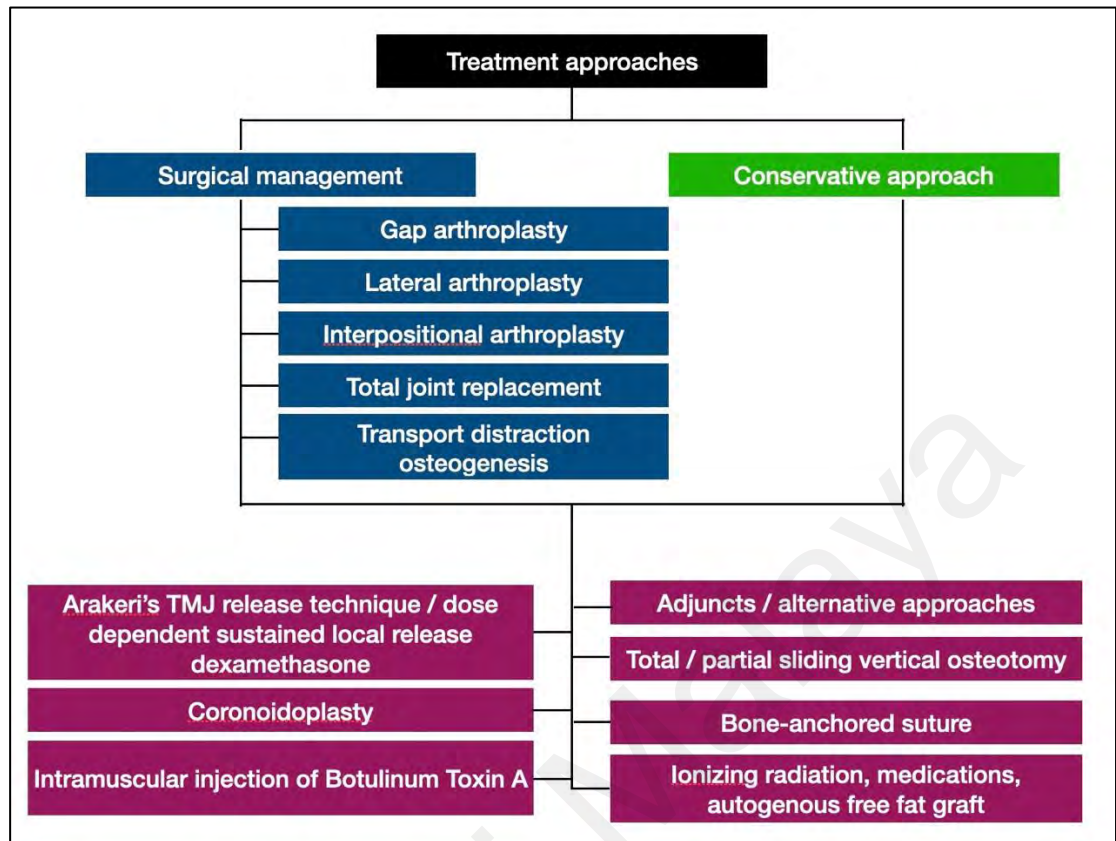 Treatment approaches
Surgical management
Conservative approach
Gap arthroplasty
Lateral arthroplasty
Interpositional arthroplasty
Total joint replacement
Transport distraction
osteogenesis
Arakeri's TMJ release technique / dose
dependent sustained local release
dexamethasone
Coronoidoplasty
Intramuscular injection of Botulinum Toxin A
Adjuncts / alternative approaches
Total / partial sliding vertical osteotomy
Bone-anchored suture
Ionizing radiation, medications,
autogenous free fat graft
Malaya